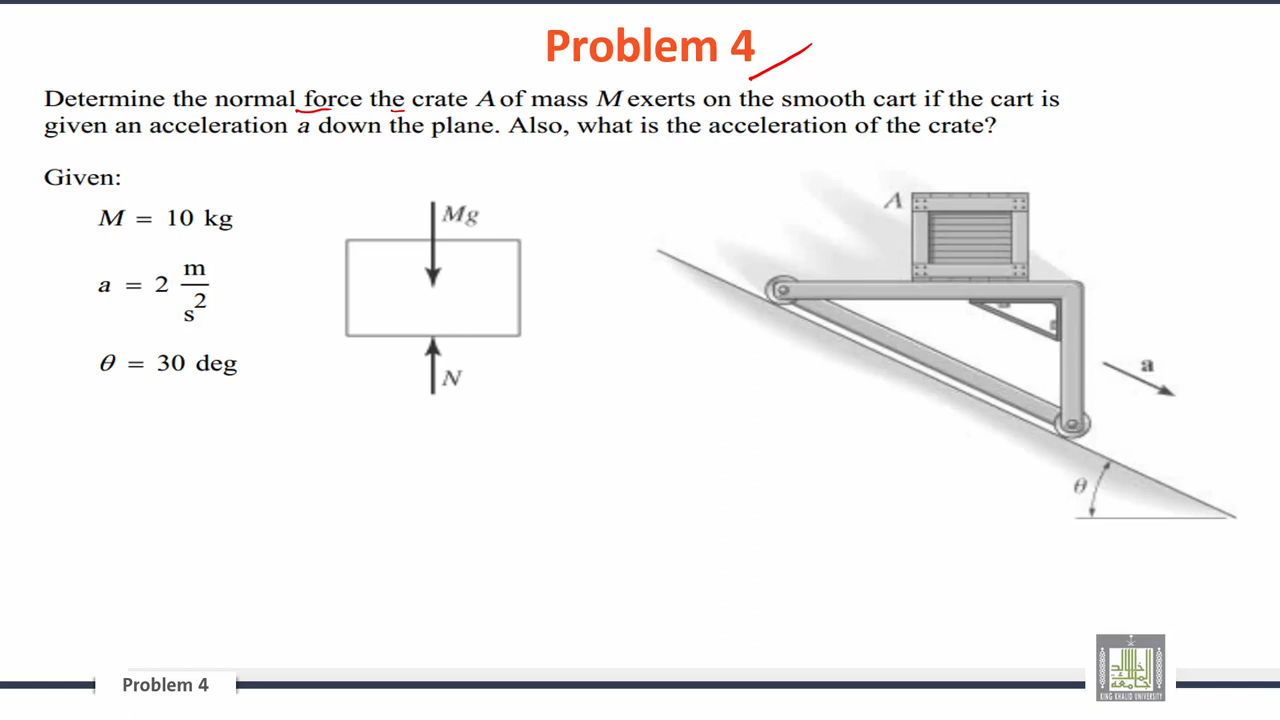 Problem 4
Determine the normal force the crate A of mass M exerts on the smooth cart if the cart is
given an acceleration a down the plane. Also, what is the acceleration of the crate?
Given:
M = 10 kg
a = 2 m/s²
θ = 30 deg
Mg
N
A
a
θ
Problem 4
KING KHALID UNIVERSITY